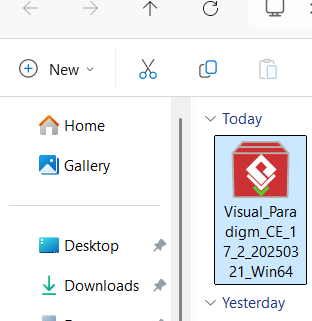 New
Home
Gallery
Desktop
Downloads
Today
Visual_Para
digm_CE_1
7_2_202503
21_Win64
Yesterday